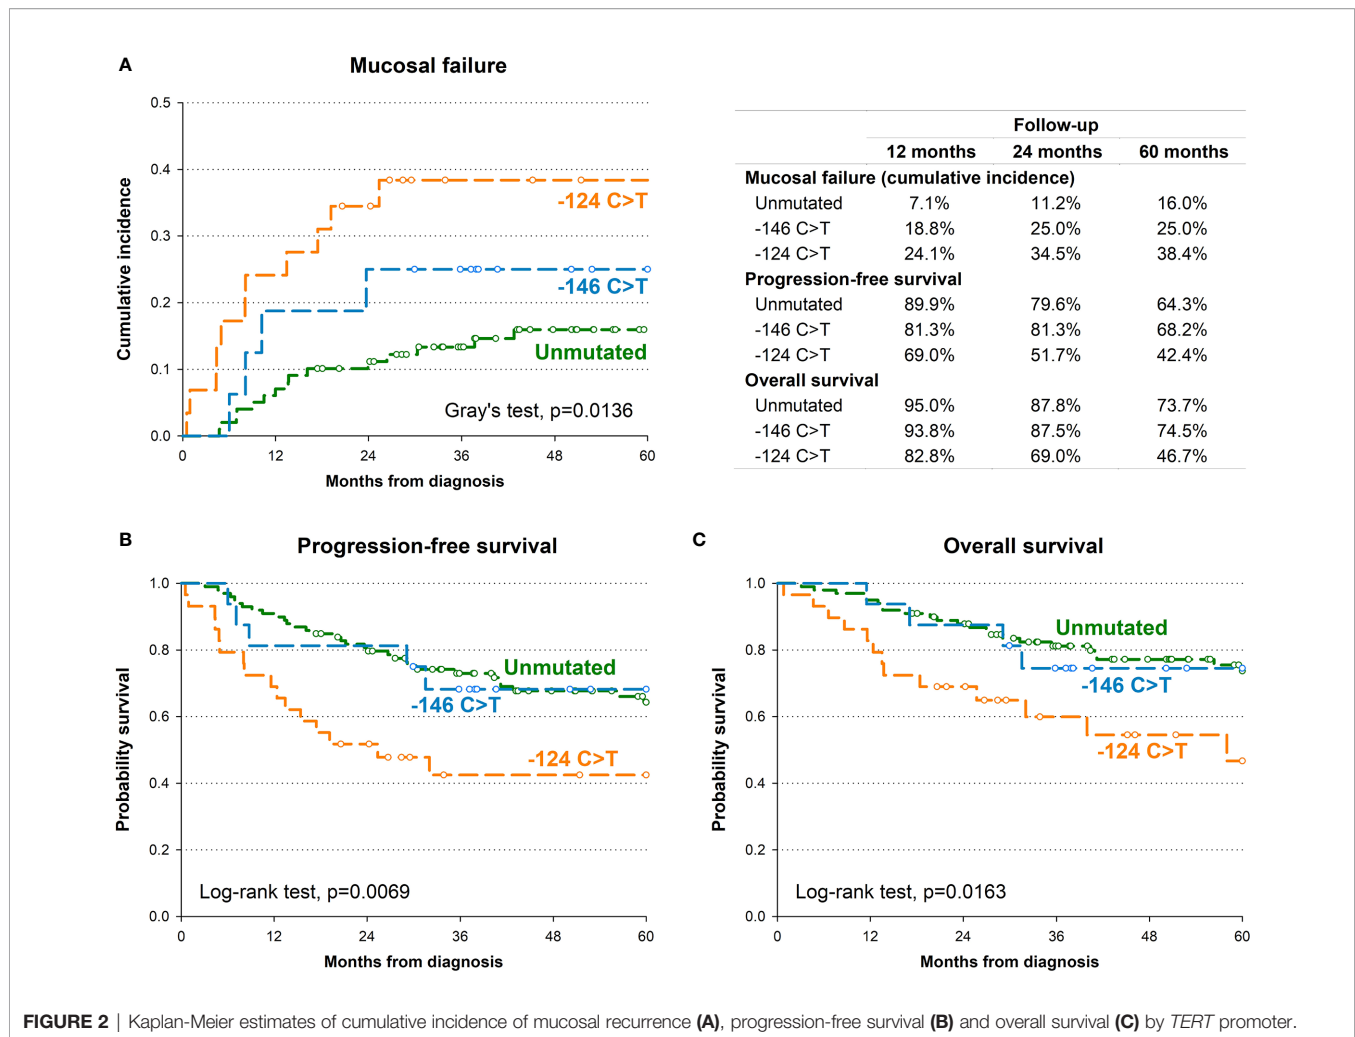 A
Mucosal failure
0.5
0.4
0.3
0.2
0.1
0.0
Cumulative incidence
-124 C>T
-146 C>T
Unmutated
Gray's test, p=0.0136
0 12 24 36 48 60
Months from diagnosis
Follow-up
12 months 24 months 60 months
Mucosal failure (cumulative incidence)
Unmutated 7.1% 11.2% 16.0%
-146 C>T 18.8% 25.0% 25.0%
-124 C>T 24.1% 34.5% 38.4%
Progression-free survival
Unmutated 89.9% 79.6% 64.3%
-146 C>T 81.3% 81.3% 68.2%
-124 C>T 69.0% 51.7% 42.4%
Overall survival
Unmutated 95.0% 87.8% 73.7%
-146 C>T 93.8% 87.5% 74.5%
-124 C>T 82.8% 69.0% 46.7%
B
Progression-free survival
1.0
0.8
0.6
0.4
0.2
0.0
Probability survival
Unmutated
-146 C>T
-124 C>T
Log-rank test, p=0.0069
0 12 24 36 48 60
Months from diagnosis
C
Overall survival
1.0
0.8
0.6
0.4
0.2
0.0
Probability survival
Unmutated
-146 C>T
-124 C>T
Log-rank test, p=0.0163
0 12 24 36 48 60
Months from diagnosis
FIGURE 2 | Kaplan-Meier estimates of cumulative incidence of mucosal recurrence (A), progression-free survival (B) and overall survival (C) by TERT promoter.